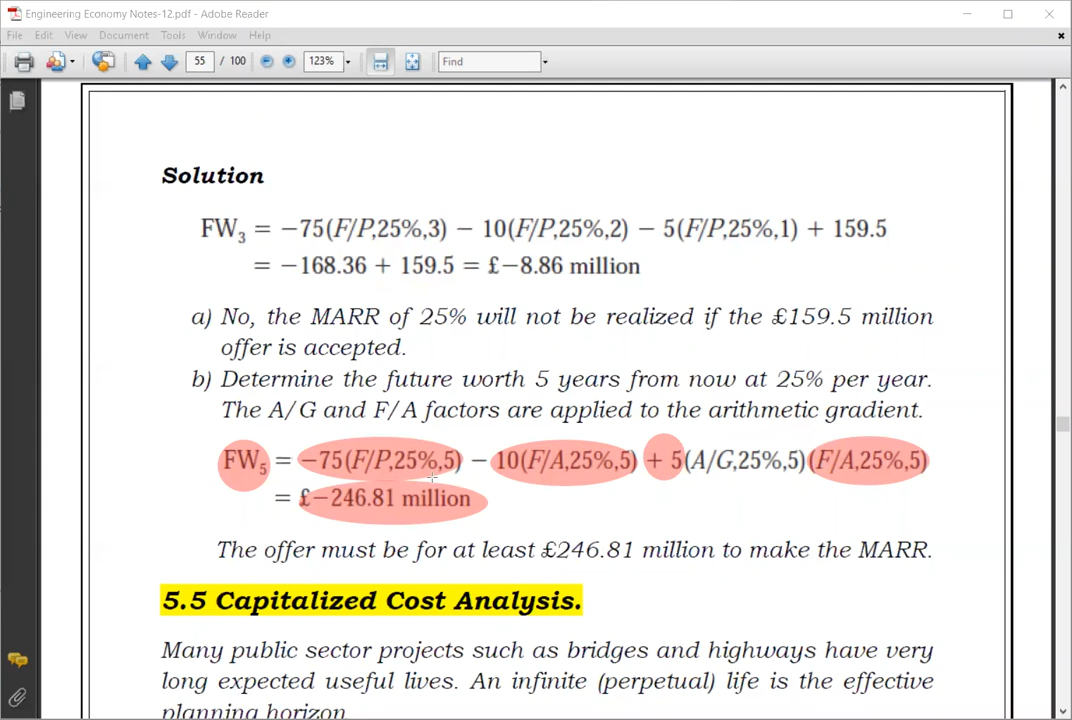 Engineering Economy Notes-12.pdf - Adobe Reader
File Edit View Document Tools Window Help
55 / 100 123% Find
Solution
FW3 = −75(F/P,25%,3) − 10(F/P,25%,2) − 5(F/P,25%,1) + 159.5
= −168.36 + 159.5 = £−8.86 million
a) No, the MARR of 25% will not be realized if the £159.5 million
offer is accepted.
b) Determine the future worth 5 years from now at 25% per year.
The A/G and F/A factors are applied to the arithmetic gradient.
FW5 = −75(F/P,25%,5) − 10(F/A,25%,5) + 5(A/G,25%,5)(F/A,25%,5)
= £−246.81 million
The offer must be for at least £246.81 million to make the MARR.
5.5 Capitalized Cost Analysis.
Many public sector projects such as bridges and highways have very
long expected useful lives. An infinite (perpetual) life is the effective
planning horizon